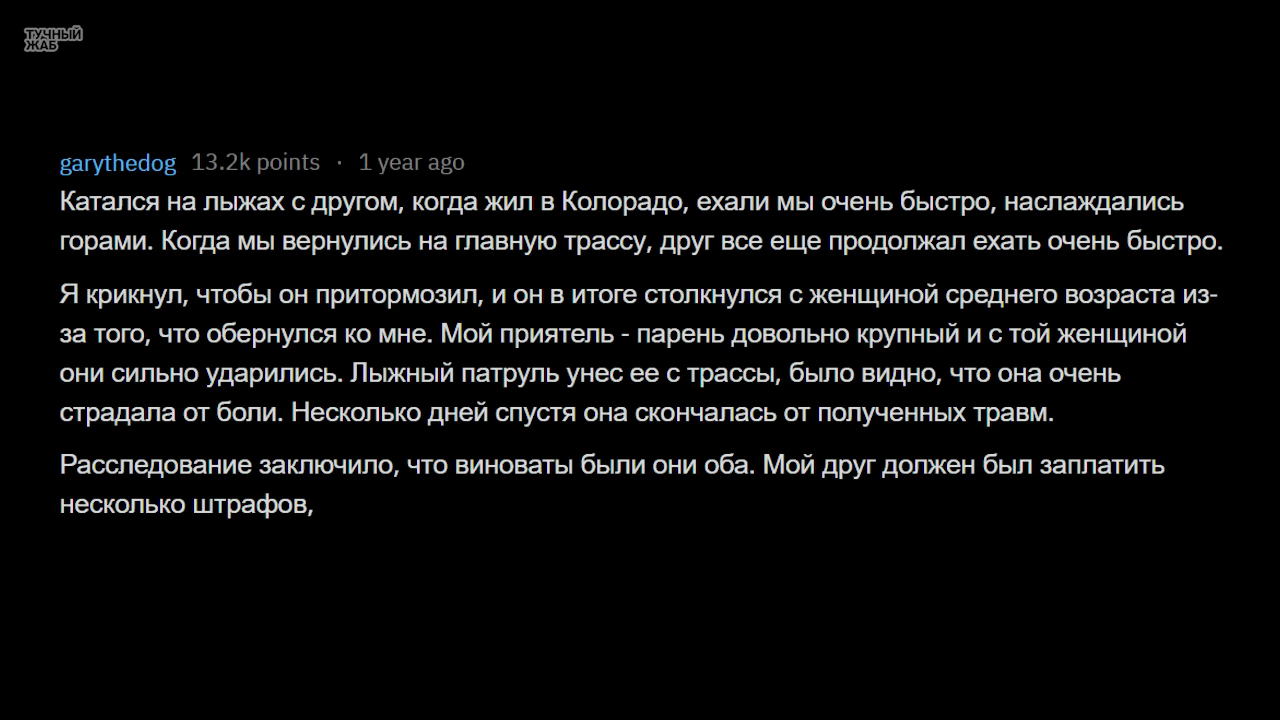 ТУЧНЫЙ
ЖАБ
garythedog 13.2k points · 1 year ago
Катался на лыжах с другом, когда жил в Колорадо, ехали мы очень быстро, наслаждались
горами. Когда мы вернулись на главную трассу, друг все еще продолжал ехать очень быстро.
Я крикнул, чтобы он притормозил, и он в итоге столкнулся с женщиной среднего возраста из-
за того, что обернулся ко мне. Мой приятель - парень довольно крупный и с той женщиной
они сильно ударились. Лыжный патруль унес ее с трассы, было видно, что она очень
страдала от боли. Несколько дней спустя она скончалась от полученных травм.
Расследование заключило, что виноваты были они оба. Мой друг должен был заплатить
несколько штрафов,